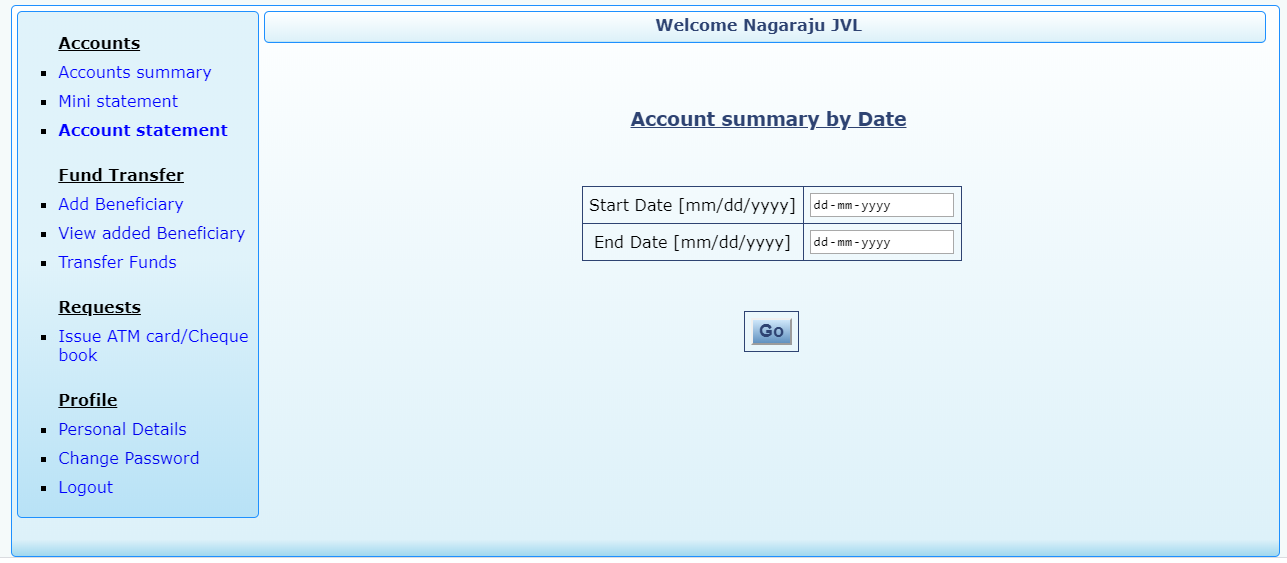 Accounts
Accounts summary
Mini statement
Account statement
Fund Transfer
Add Beneficiary
View added Beneficiary
Transfer Funds
Requests
Issue ATM card/Cheque
book
Profile
Personal Details
Change Password
Logout
Welcome Nagaraju JVL
Account summary by Date
Start Date [mm/dd/yyyy] dd-mm-yyyy
End Date [mm/dd/yyyy] dd-mm-yyyy
Go